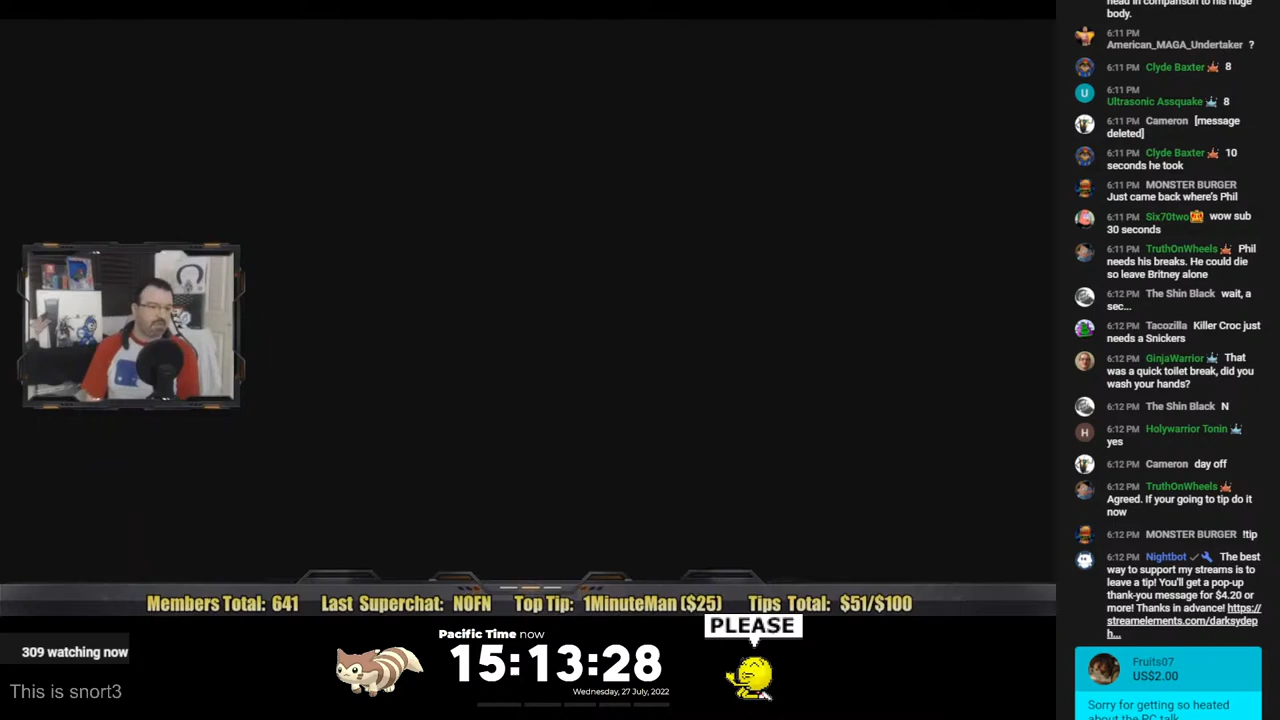 head in comparison to his huge
body.
6:11 PM
American_MAGA_Undertaker ?
6:11 PM Clyde Baxter 8
6:11 PM
Ultrasonic Assquake 8
6:11 PM Cameron [message
deleted]
6:11 PM Clyde Baxter 10
seconds he took
6:11 PM MONSTER BURGER
Just came back where's Phil
6:11 PM Six70two wow sub
30 seconds
6:11 PM TruthOnWheels Phil
needs his breaks. He could die
so leave Britney alone
6:12 PM The Shin Black wait, a
sec...
6:12 PM Tacozilla Killer Croc just
needs a Snickers
6:12 PM GinjaWarrior That
was a quick toilet break, did you
wash your hands?
6:12 PM The Shin Black N
6:12 PM Holywarrior Tonin
yes
6:12 PM Cameron day off
6:12 PM TruthOnWheels
Agreed. If your going to tip do it
now
6:12 PM MONSTER BURGER !tip
6:12 PM Nightbot The best
way to support my streams is to
leave a tip! You'll get a pop-up
thank-you message for $4.20 or
more! Thanks in advance! https://
streamelements.com/darksydep
h...
Fruits07
US$2.00
Sorry for getting so heated
about the PC talk
Members Total: 641 Last Superchat: NOFN Top Tip: 1MinuteMan ($25) Tips Total: $51/$100
PLEASE
309 watching now
Pacific Time now
15:13:28
Wednesday, 27 July, 2022
This is snort3